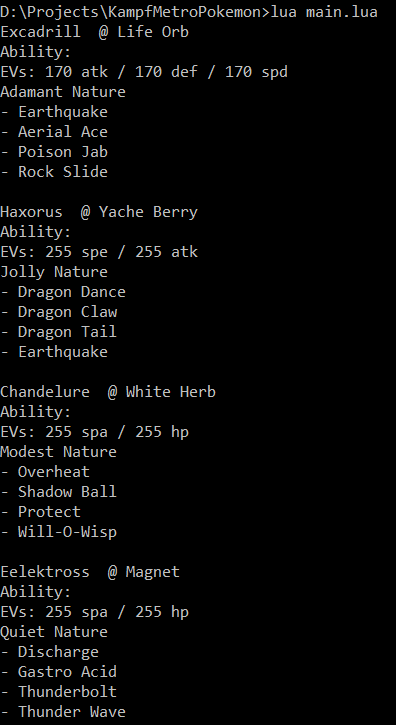 D:\Projects\KampfMetroPokemon>lua main.lua
Excadrill  @ Life Orb
Ability:
EVs: 170 atk / 170 def / 170 spd
Adamant Nature
- Earthquake
- Aerial Ace
- Poison Jab
- Rock Slide

Haxorus  @ Yache Berry
Ability:
EVs: 255 spe / 255 atk
Jolly Nature
- Dragon Dance
- Dragon Claw
- Dragon Tail
- Earthquake

Chandelure  @ White Herb
Ability:
EVs: 255 spa / 255 hp
Modest Nature
- Overheat
- Shadow Ball
- Protect
- Will-O-Wisp

Eelektross  @ Magnet
Ability:
EVs: 255 spa / 255 hp
Quiet Nature
- Discharge
- Gastro Acid
- Thunderbolt
- Thunder Wave